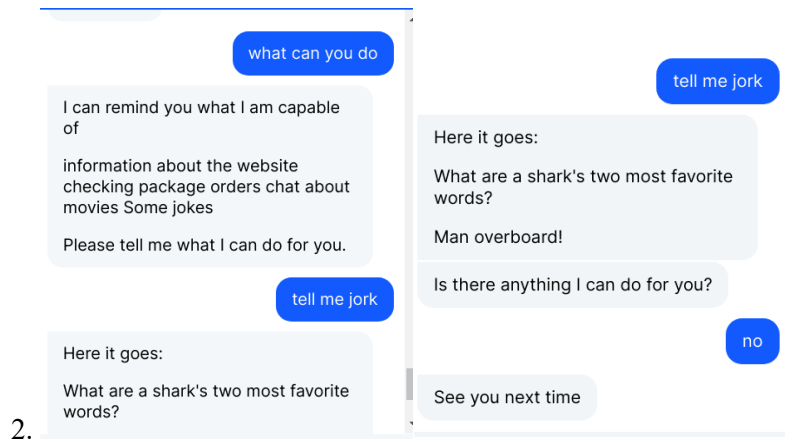 what can you do
I can remind you what I am capable
of
information about the website
checking package orders chat about
movies Some jokes
Please tell me what I can do for you.
tell me jork
Here it goes:
What are a shark's two most favorite
words?
2.
tell me jork
Here it goes:
What are a shark's two most favorite
words?
Man overboard!
Is there anything I can do for you?
no
See you next time